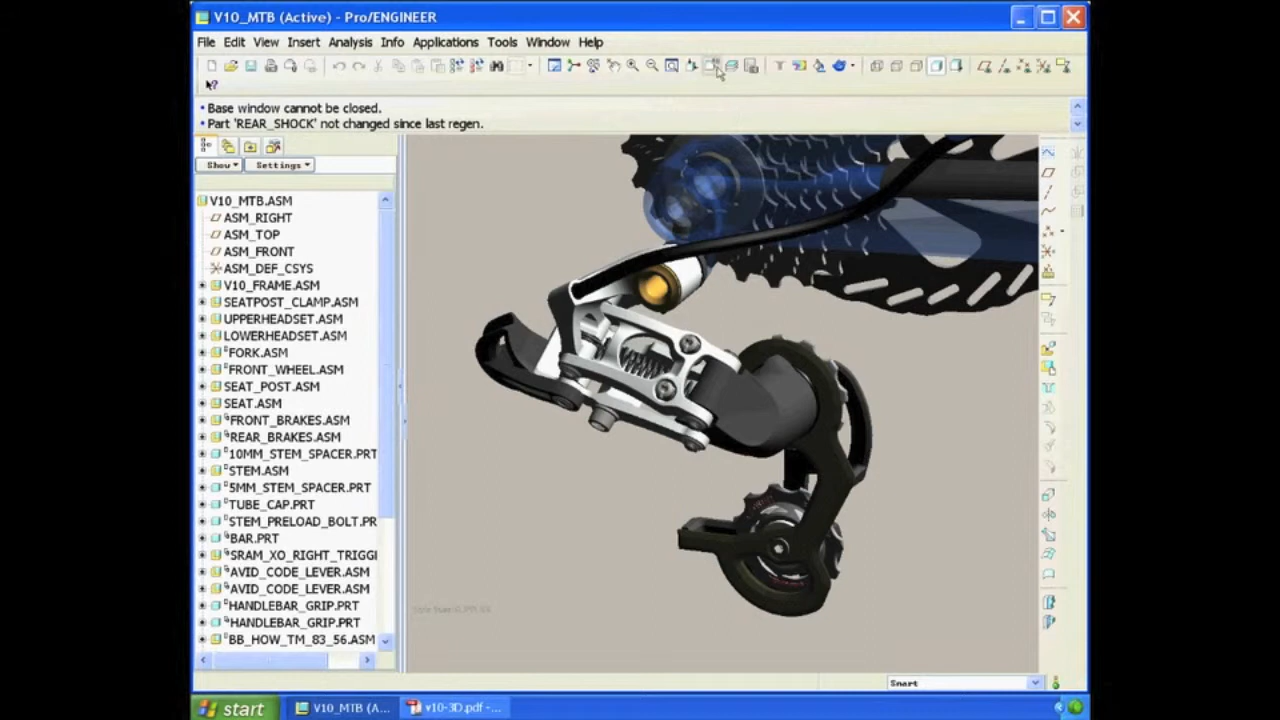 V10_MTB (Active) - Pro/ENGINEER
File Edit View Insert Analysis Info Applications Tools Window Help
• Base window cannot be closed.
• Part 'REAR_SHOCK' not changed since last regen.
Show Settings
V10_MTB.ASM
ASM_RIGHT
ASM_TOP
ASM_FRONT
ASM_DEF_CSYS
V10_FRAME.ASM
SEATPOST_CLAMP.ASM
UPPERHEADSET.ASM
LOWERHEADSET.ASM
FORK.ASM
FRONT_WHEEL.ASM
SEAT_POST.ASM
SEAT.ASM
FRONT_BRAKES.ASM
REAR_BRAKES.ASM
10MM_STEM_SPACER.PRT
STEM.ASM
5MM_STEM_SPACER.PRT
TUBE_CAP.PRT
STEM_PRELOAD_BOLT.PR
BAR.PRT
SRAM_XO_RIGHT_TRIGGI
AVID_CODE_LEVER.ASM
AVID_CODE_LEVER.ASM
HANDLEBAR_GRIP.PRT
HANDLEBAR_GRIP.PRT
BB_HOW_TM_83_56.ASM
Smart
start V10_MTB (A... v10-3D.pdf -...